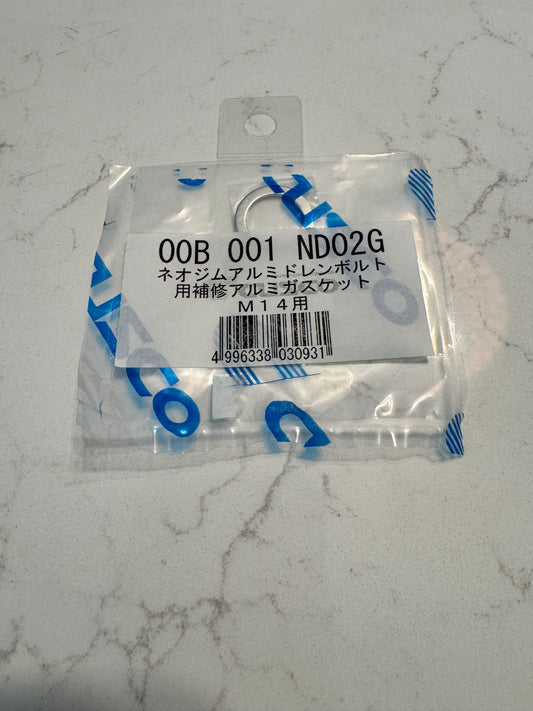 00B 001 ND02G
ネオジムアルミドレンボルト
用補修アルミガスケット
M14用
4 996338 030931